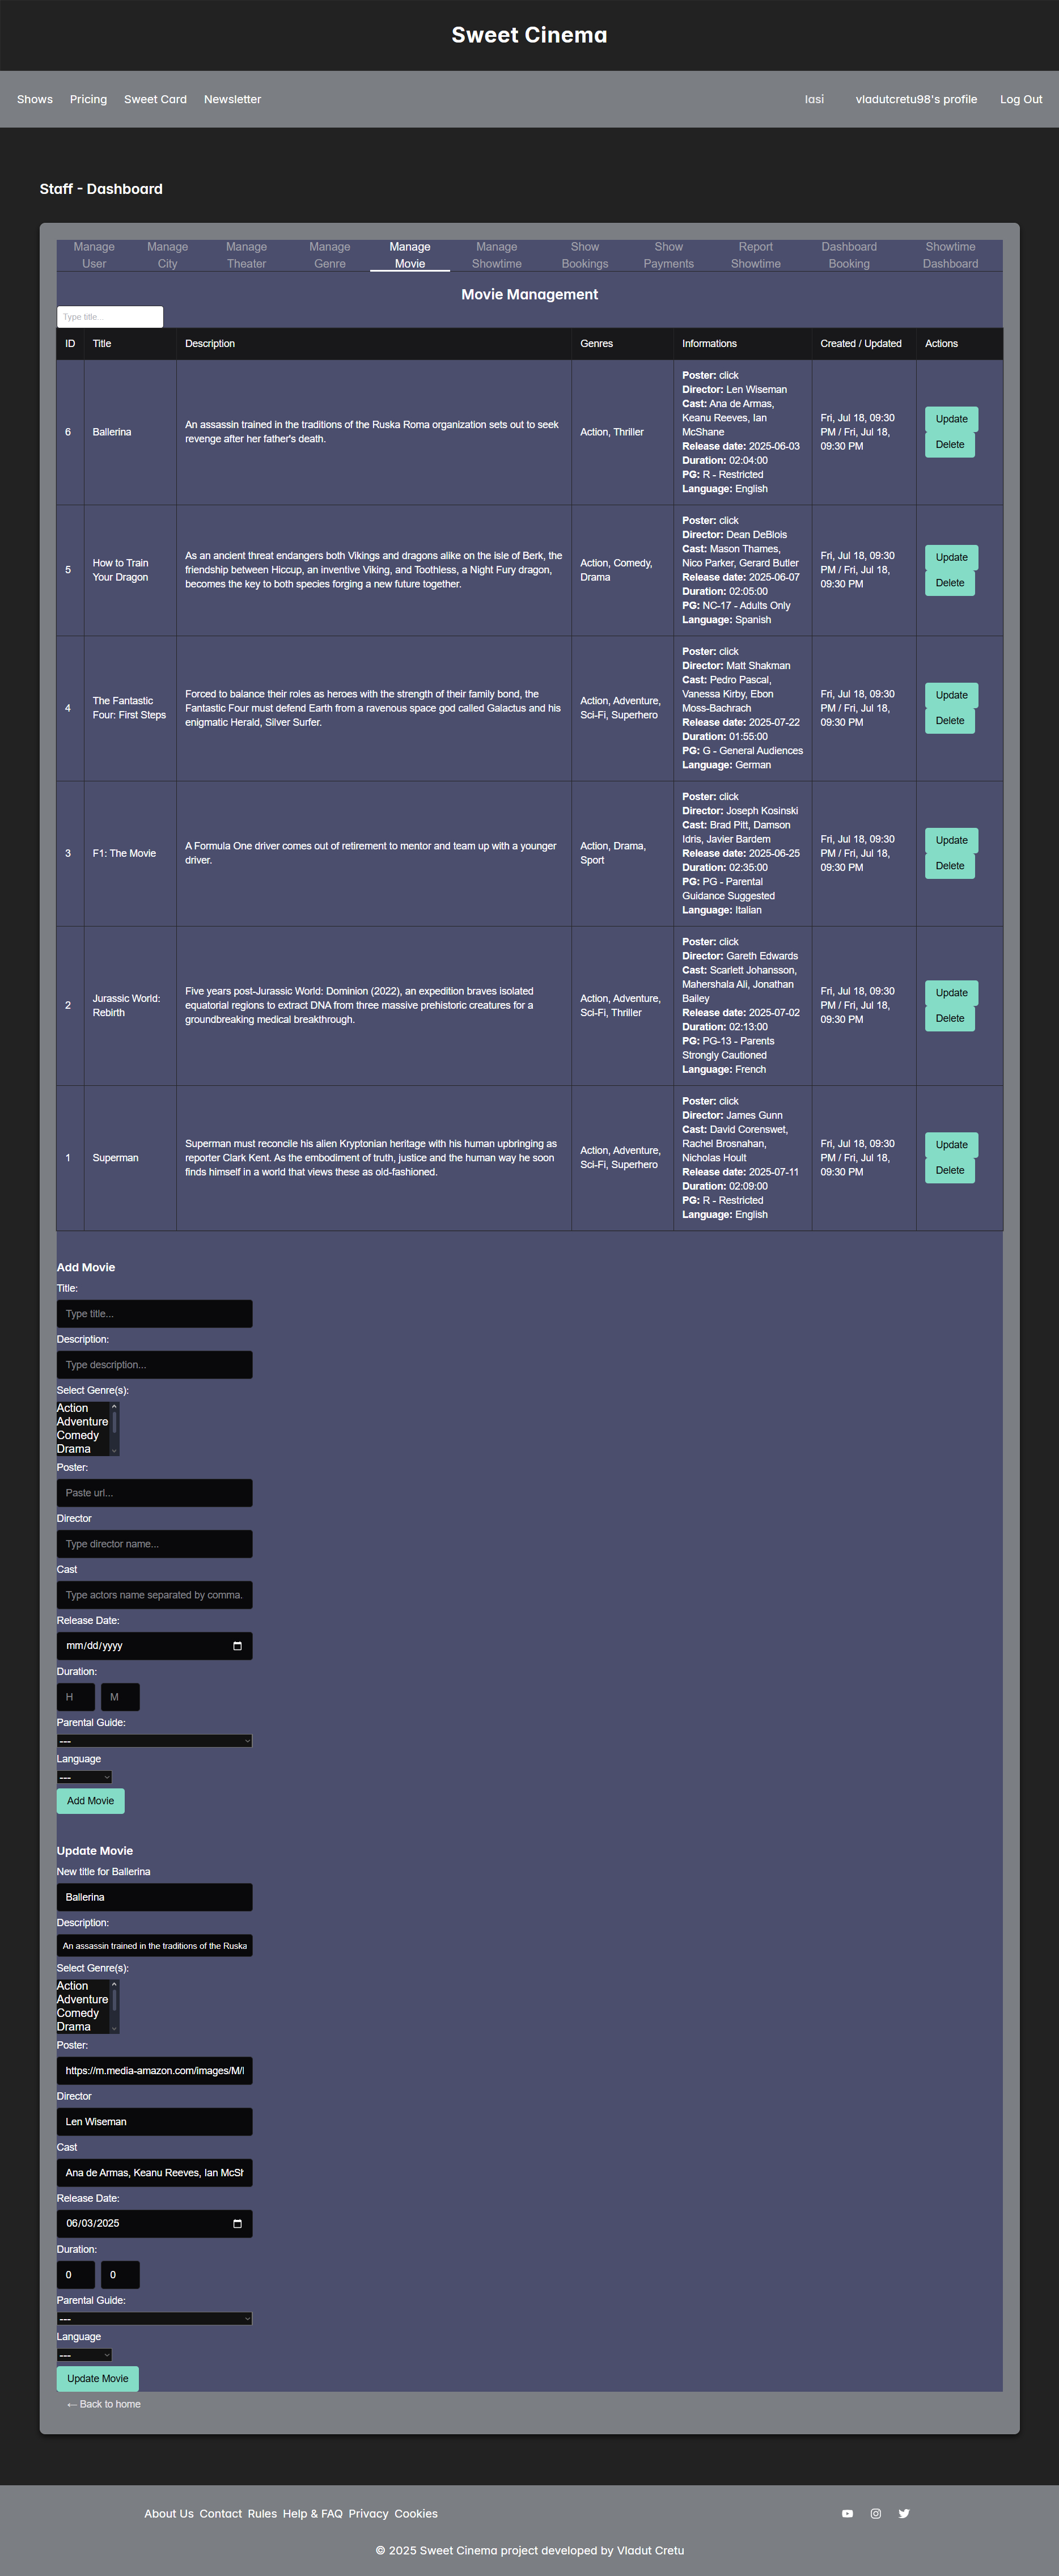 Sweet Cinema
Shows Pricing Sweet Card Newsletter Iasi vladutcretu98's profile Log Out
Staff - Dashboard
Manage User
Manage City
Manage Theater
Manage Genre
Manage Movie
Manage Showtime
Show Bookings
Show Payments
Report Showtime
Dashboard Booking
Showtime Dashboard
Movie Management
Type title...
ID Title Description Genres Informations Created / Updated Actions
6
Ballerina
An assassin trained in the traditions of the Ruska Roma organization sets out to seek
revenge after her father's death.
Action, Thriller
Poster: click
Director: Len Wiseman
Cast: Ana de Armas,
Keanu Reeves, Ian
McShane
Release date: 2025-06-03
Duration: 02:04:00
PG: R - Restricted
Language: English
Fri, Jul 18, 09:30
PM / Fri, Jul 18,
09:30 PM
Update
Delete
5
How to Train
Your Dragon
As an ancient threat endangers both Vikings and dragons alike on the isle of Berk, the
friendship between Hiccup, an inventive Viking, and Toothless, a Night Fury dragon,
becomes the key to both species forging a new future together.
Action, Comedy,
Drama
Poster: click
Director: Dean DeBlois
Cast: Mason Thames,
Nico Parker, Gerard Butler
Release date: 2025-06-07
Duration: 02:05:00
PG: NC-17 - Adults Only
Language: Spanish
Fri, Jul 18, 09:30
PM / Fri, Jul 18,
09:30 PM
Update
Delete
4
The Fantastic
Four: First Steps
Forced to balance their roles as heroes with the strength of their family bond, the
Fantastic Four must defend Earth from a ravenous space god called Galactus and his
enigmatic Herald, Silver Surfer.
Action, Adventure,
Sci-Fi, Superhero
Poster: click
Director: Matt Shakman
Cast: Pedro Pascal,
Vanessa Kirby, Ebon
Moss-Bachrach
Release date: 2025-07-22
Duration: 01:55:00
PG: G - General Audiences
Language: German
Fri, Jul 18, 09:30
PM / Fri, Jul 18,
09:30 PM
Update
Delete
3
F1: The Movie
A Formula One driver comes out of retirement to mentor and team up with a younger
driver.
Action, Drama,
Sport
Poster: click
Director: Joseph Kosinski
Cast: Brad Pitt, Damson
Idris, Javier Bardem
Release date: 2025-06-25
Duration: 02:35:00
PG: PG - Parental
Guidance Suggested
Language: Italian
Fri, Jul 18, 09:30
PM / Fri, Jul 18,
09:30 PM
Update
Delete
2
Jurassic World:
Rebirth
Five years post-Jurassic World: Dominion (2022), an expedition braves isolated
equatorial regions to extract DNA from three massive prehistoric creatures for a
groundbreaking medical breakthrough.
Action, Adventure,
Sci-Fi, Thriller
Poster: click
Director: Gareth Edwards
Cast: Scarlett Johansson,
Mahershala Ali, Jonathan
Bailey
Release date: 2025-07-02
Duration: 02:13:00
PG: PG-13 - Parents
Strongly Cautioned
Language: French
Fri, Jul 18, 09:30
PM / Fri, Jul 18,
09:30 PM
Update
Delete
1
Superman
Superman must reconcile his alien Kryptonian heritage with his human upbringing as
reporter Clark Kent. As the embodiment of truth, justice and the human way he soon
finds himself in a world that views these as old-fashioned.
Action, Adventure,
Sci-Fi, Superhero
Poster: click
Director: James Gunn
Cast: David Corenswet,
Rachel Brosnahan,
Nicholas Hoult
Release date: 2025-07-11
Duration: 02:09:00
PG: R - Restricted
Language: English
Fri, Jul 18, 09:30
PM / Fri, Jul 18,
09:30 PM
Update
Delete
Add Movie
Title:
Type title...
Description:
Type description...
Select Genre(s):
Action
Adventure
Comedy
Drama
Poster:
Paste url...
Director
Type director name...
Cast
Type actors name separated by comma.
Release Date:
mm/dd/yyyy
Duration:
H M
Parental Guide:
---
Language
---
Add Movie
Update Movie
New title for Ballerina
Ballerina
Description:
An assassin trained in the traditions of the Ruska
Select Genre(s):
Action
Adventure
Comedy
Drama
Poster:
https://m.media-amazon.com/images/M/
Director
Len Wiseman
Cast
Ana de Armas, Keanu Reeves, Ian McSh
Release Date:
06/03/2025
Duration:
0 0
Parental Guide:
---
Language
---
Update Movie
← Back to home
About Us Contact Rules Help & FAQ Privacy Cookies
© 2025 Sweet Cinema project developed by Vladut Cretu